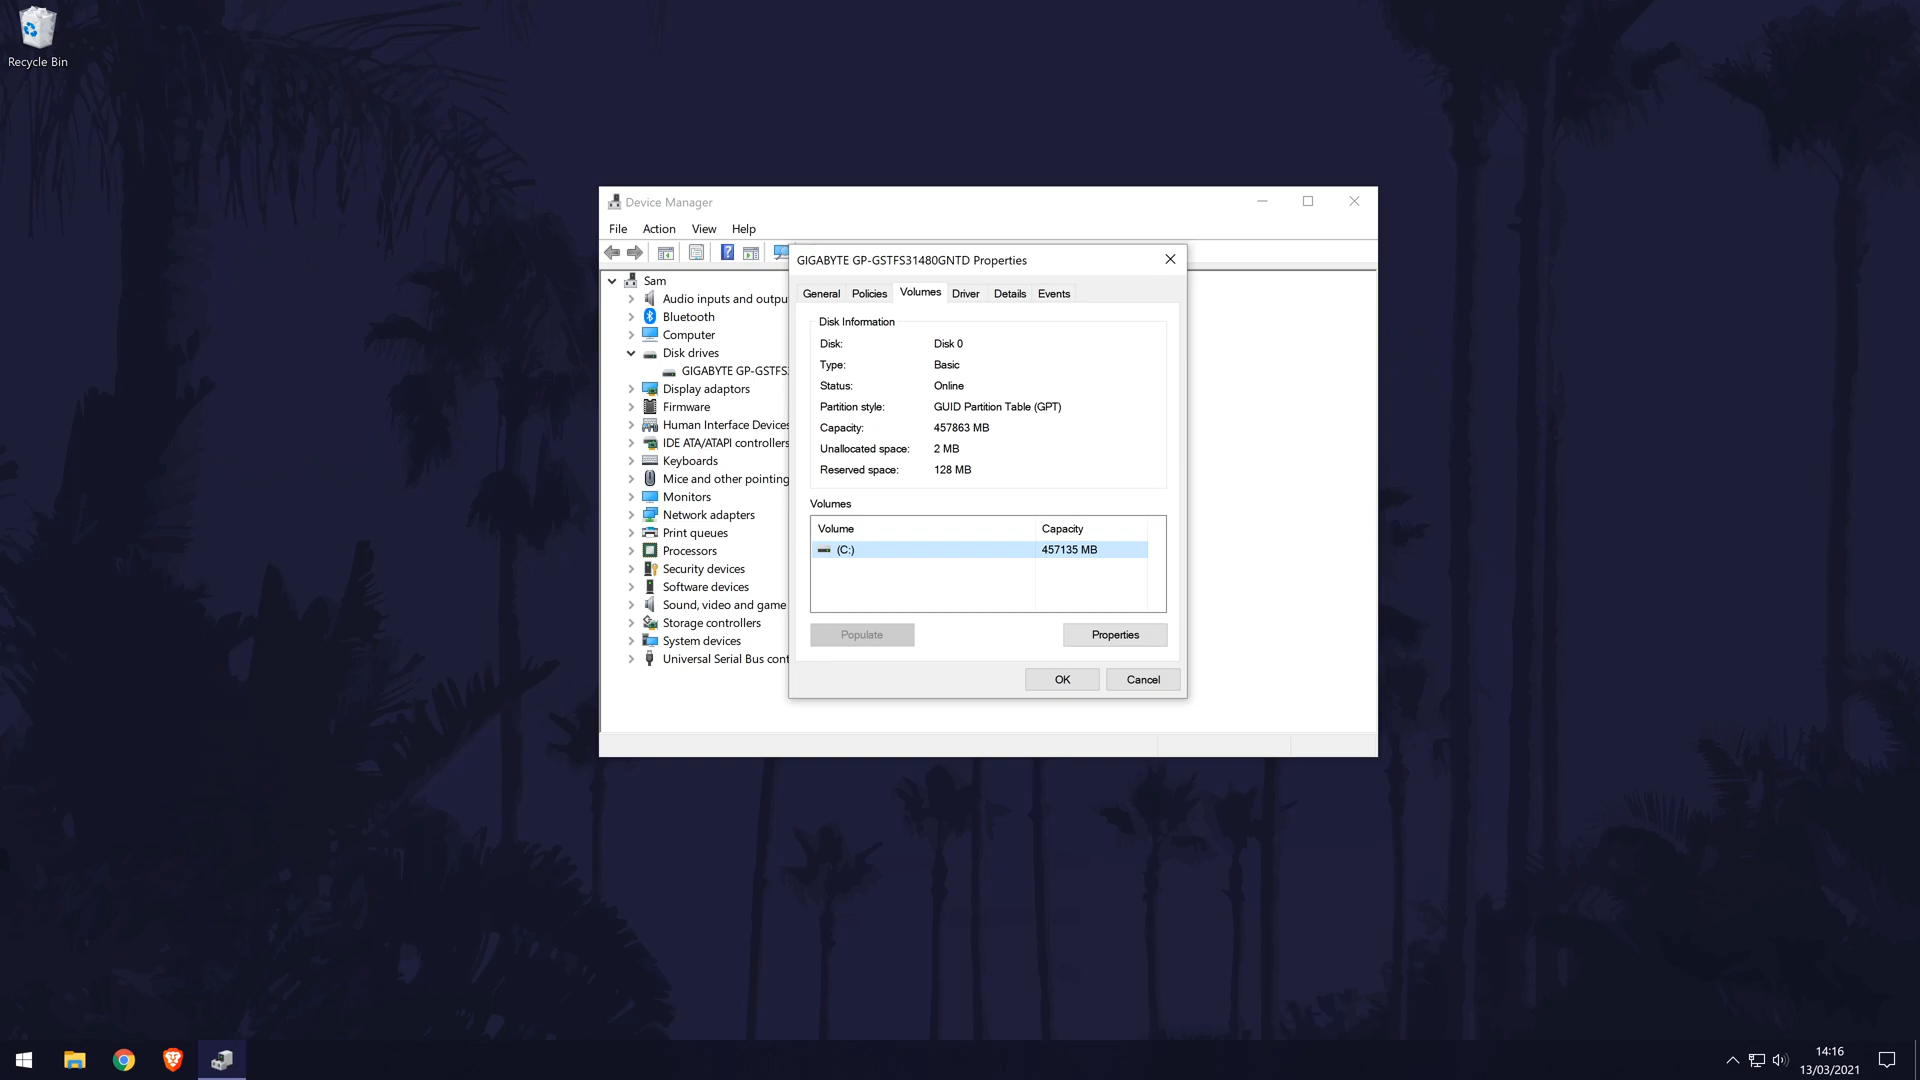 Recycle Bin
Device Manager
File Action View Help
Sam
Audio inputs and outpu
Bluetooth
Computer
Disk drives
GIGABYTE GP-GSTFS
Display adaptors
Firmware
Human Interface Devices
IDE ATA/ATAPI controllers
Keyboards
Mice and other pointing
Monitors
Network adapters
Print queues
Processors
Security devices
Software devices
Sound, video and game
Storage controllers
System devices
Universal Serial Bus cont
GIGABYTE GP-GSTFS31480GNTD Properties
General Policies Volumes Driver Details Events
Disk Information
Disk: Disk 0
Type: Basic
Status: Online
Partition style: GUID Partition Table (GPT)
Capacity: 457863 MB
Unallocated space: 2 MB
Reserved space: 128 MB
Volumes
Volume Capacity
(C:) 457135 MB
Populate Properties
OK Cancel
14:16
13/03/2021